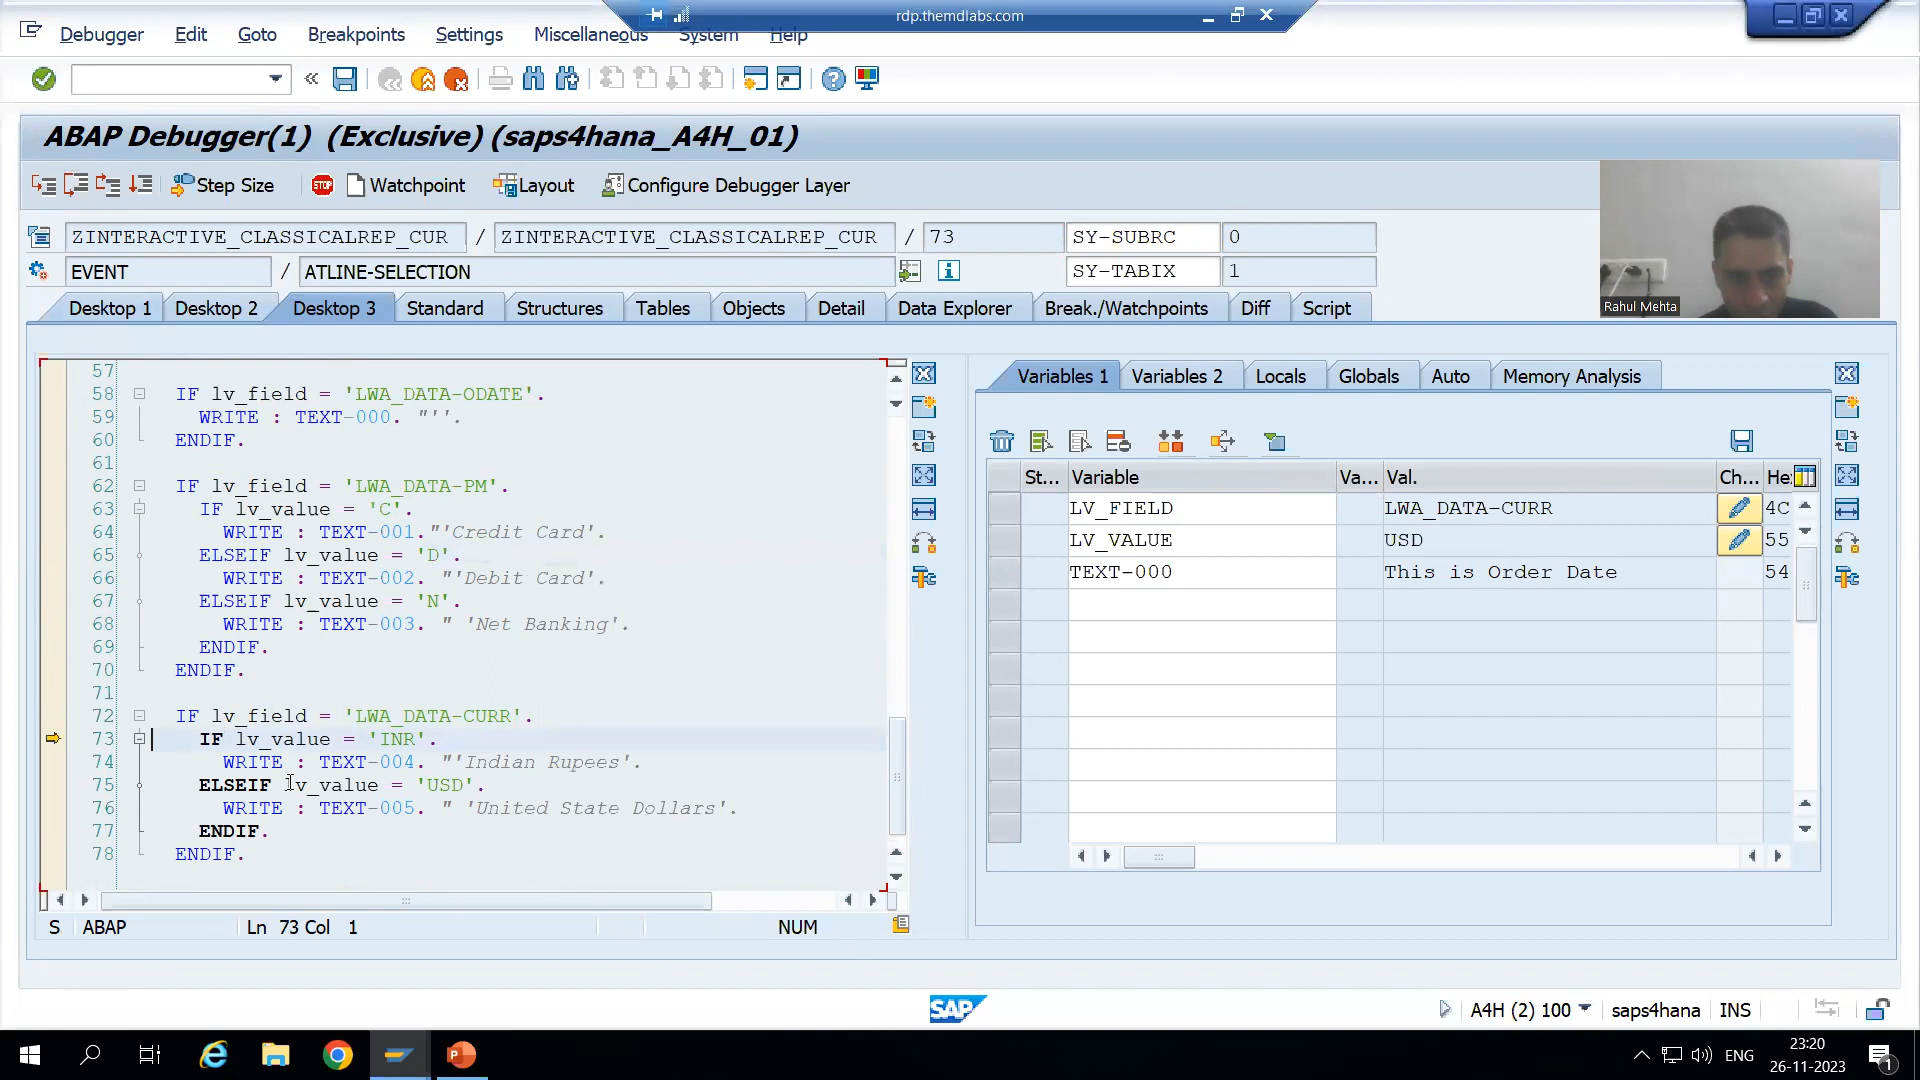 rdp.themdlabs.com
Debugger Edit Goto Breakpoints Settings Miscellaneous System Help
ABAP Debugger(1) (Exclusive) (saps4hana_A4H_01)
Step Size STOP Watchpoint Layout Configure Debugger Layer
ZINTERACTIVE_CLASSICALREP_CUR / ZINTERACTIVE_CLASSICALREP_CUR / 73 SY-SUBRC 0
EVENT / ATLINE-SELECTION SY-TABIX 1
Rahul Mehta
Desktop 1 Desktop 2 Desktop 3 Standard Structures Tables Objects Detail Data Explorer Break./Watchpoints Diff Script
57
58 IF lv_field = 'LWA_DATA-ODATE'.
59 WRITE : TEXT-000. "''.
60 ENDIF.
61
62 IF lv_field = 'LWA_DATA-PM'.
63 IF lv_value = 'C'.
64 WRITE : TEXT-001."'Credit Card'.
65 ELSEIF lv_value = 'D'.
66 WRITE : TEXT-002. "'Debit Card'.
67 ELSEIF lv_value = 'N'.
68 WRITE : TEXT-003. " 'Net Banking'.
69 ENDIF.
70 ENDIF.
71
72 IF lv_field = 'LWA_DATA-CURR'.
73 IF lv_value = 'INR'.
74 WRITE : TEXT-004. "'Indian Rupees'.
75 ELSEIF lv_value = 'USD'.
76 WRITE : TEXT-005. " 'United State Dollars'.
77 ENDIF.
78 ENDIF.
S ABAP Ln 73 Col 1 NUM
Variables 1 Variables 2 Locals Globals Auto Memory Analysis
St... Variable Va... Val. Ch... He
LV_FIELD LWA_DATA-CURR 4C
LV_VALUE USD 55
TEXT-000 This is Order Date 54
SAP A4H (2) 100 saps4hana INS
ENG 23:20
26-11-2023
1